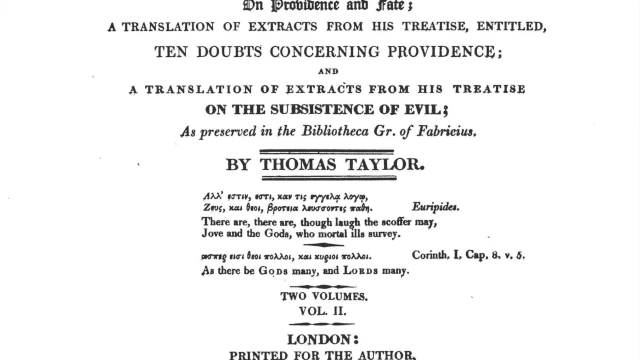 On Providence and Fate;
A TRANSLATION OF EXTRACTS FROM HIS TREATISE, ENTITLED,
TEN DOUBTS CONCERNING PROVIDENCE;
AND
A TRANSLATION OF EXTRACTS FROM HIS TREATISE
ON THE SUBSISTENCE OF EVIL;
As preserved in the Bibliotheca Gr. of Fabricius.
BY THOMAS TAYLOR.
Αλλ' εστιν, εστι, καν τις εγγελᾳ λογῳ,
Ζευς, και θεοι, βροτεια λευσσοντες παθη. Euripides.
There are, there are, though laugh the scoffer may,
Jove and the Gods, who mortal ills survey.
ωσπερ εισι θεοι πολλοι, και κυριοι πολλοι. Corinth. I. Cap. 8. v. 5.
As there be GODS many, and LORDS many.
TWO VOLUMES.
VOL. II.
LONDON:
PRINTED FOR THE AUTHOR,